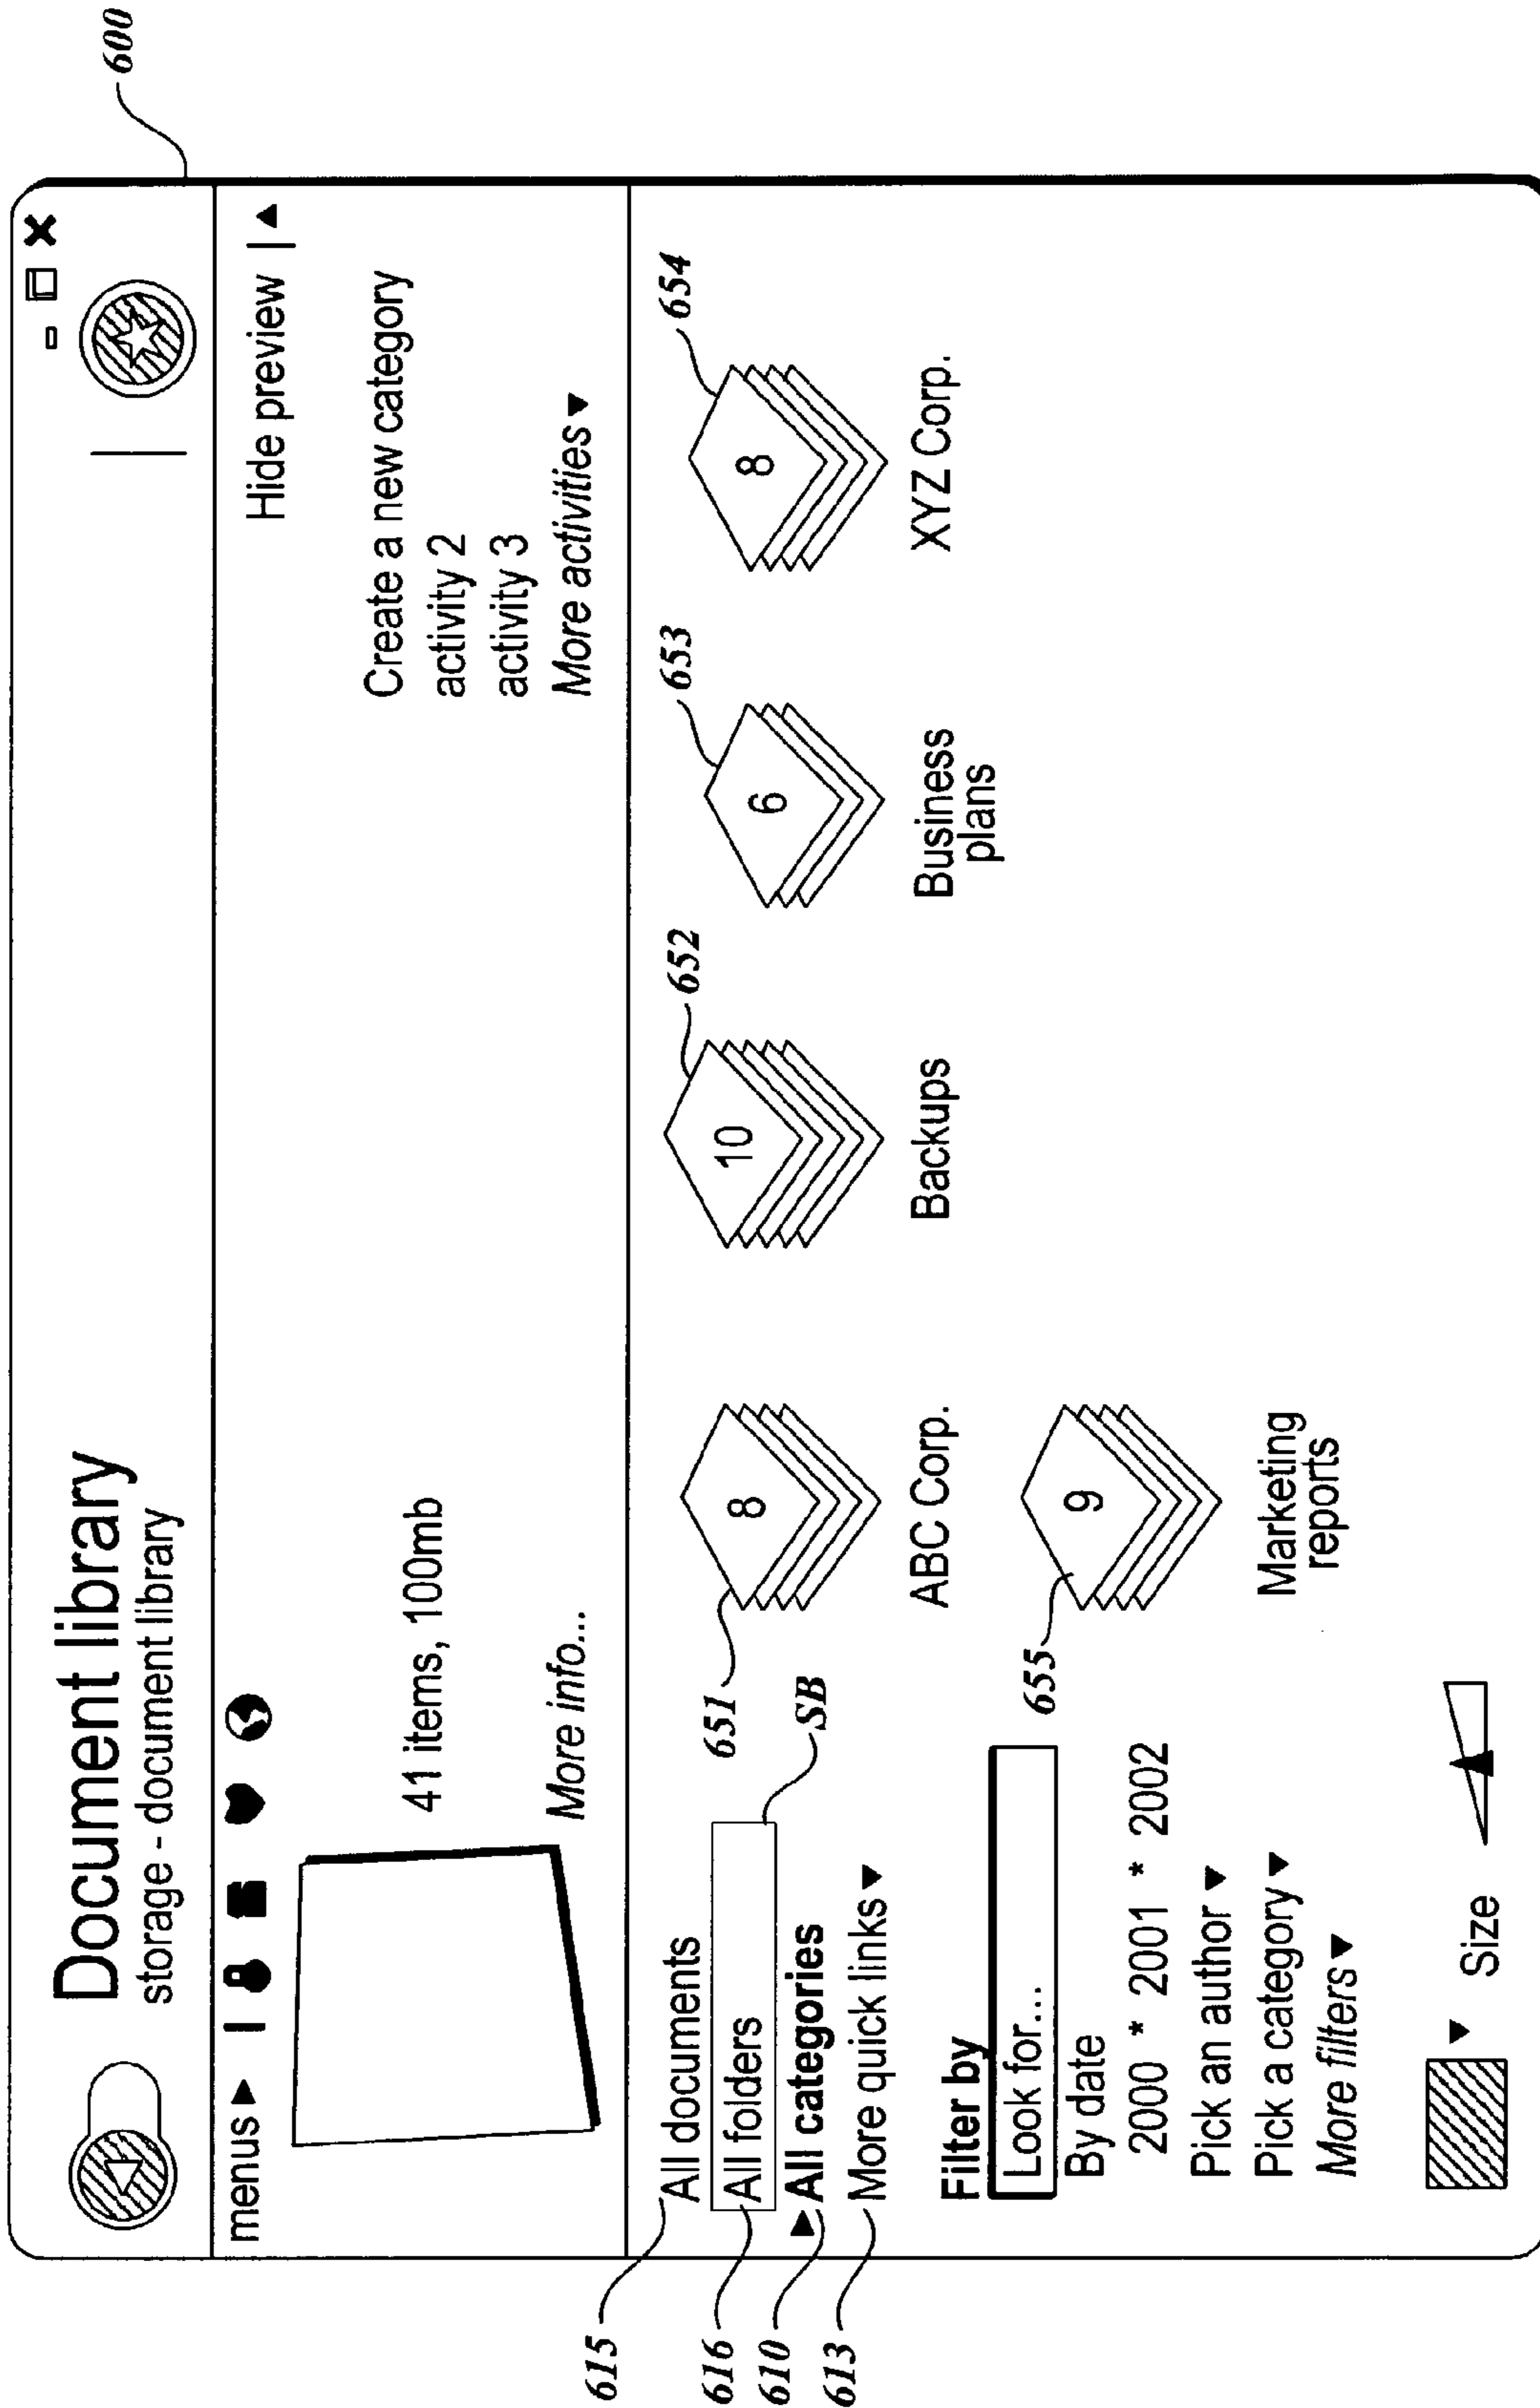 600
Document library
storage - document library
menus
Hide preview
41 items, 100mb
More info...
Create a new category
activity 2
activity 3
More activities
615
All documents
616
All folders
SB
610
All categories
613
More quick links
Filter by
Look for...
By date
2000 * 2001 * 2002
Pick an author
Pick a category
More filters
Size
651
8
ABC Corp.
652
10
Backups
653
6
Business
plans
654
8
XYZ Corp.
655
9
Marketing
reports